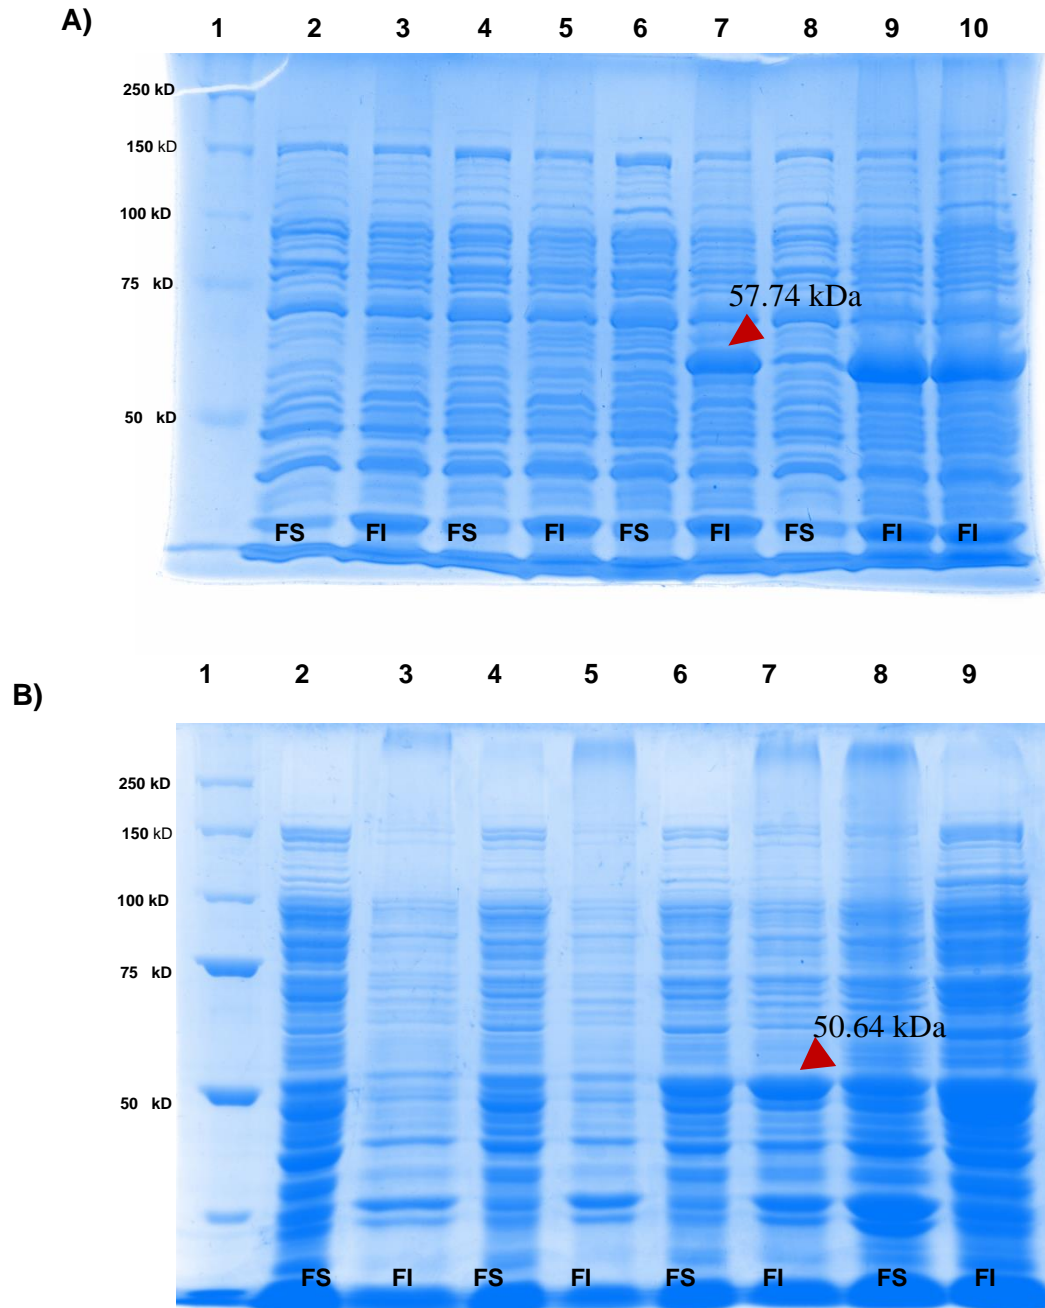 A)
1 2 3 4 5 6 7 8 9 10
250 kD
150 kD
100 kD
75 kD
57.74 kDa
50 kD
FS FI FS FI FS FI FS FI FI
B)
1 2 3 4 5 6 7 8 9
250 kD
150 kD
100 kD
75 kD
50.64 kDa
50 kD
FS FI FS FI FS FI FS FI